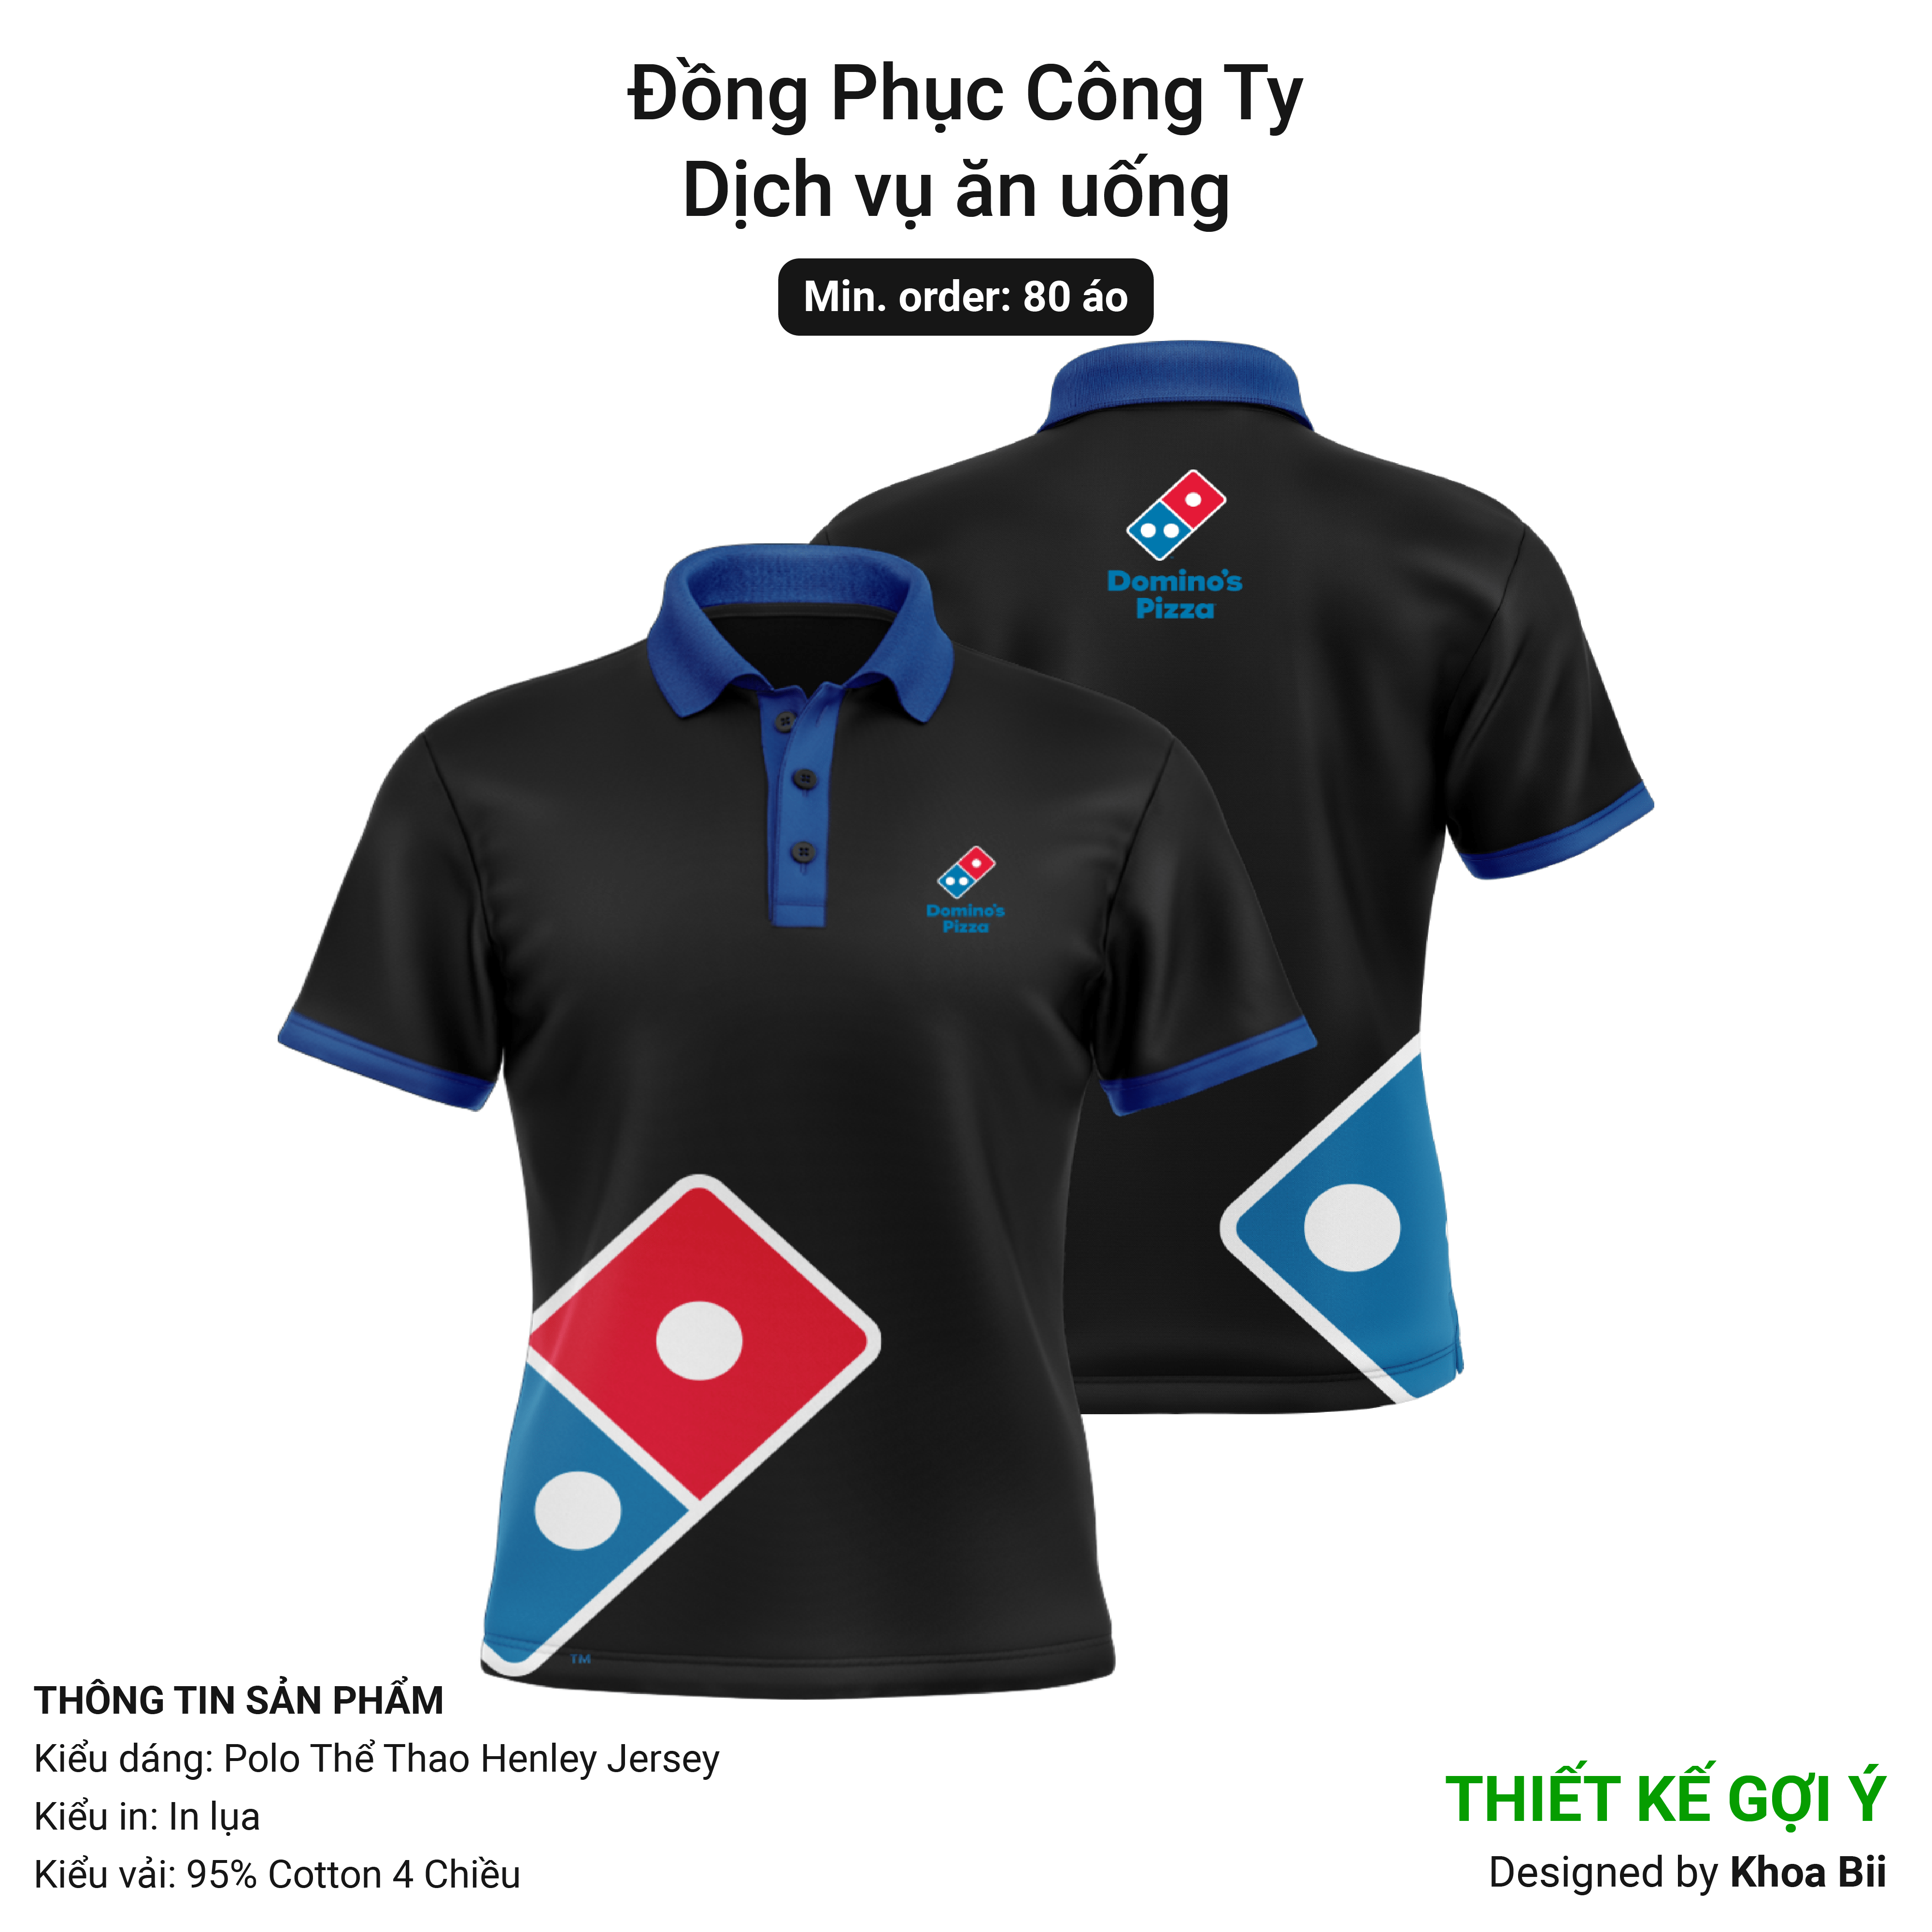 Đồng Phục Công Ty
Dịch vụ ăn uống
Min. order: 80 áo
Domino's
Pizza
Domino's
Pizza
TM
THÔNG TIN SẢN PHẨM
Kiểu dáng: Polo Thể Thao Henley Jersey
Kiểu in: In lụa
Kiểu vải: 95% Cotton 4 Chiều
THIẾT KẾ GỢI Ý
Designed by Khoa Bii